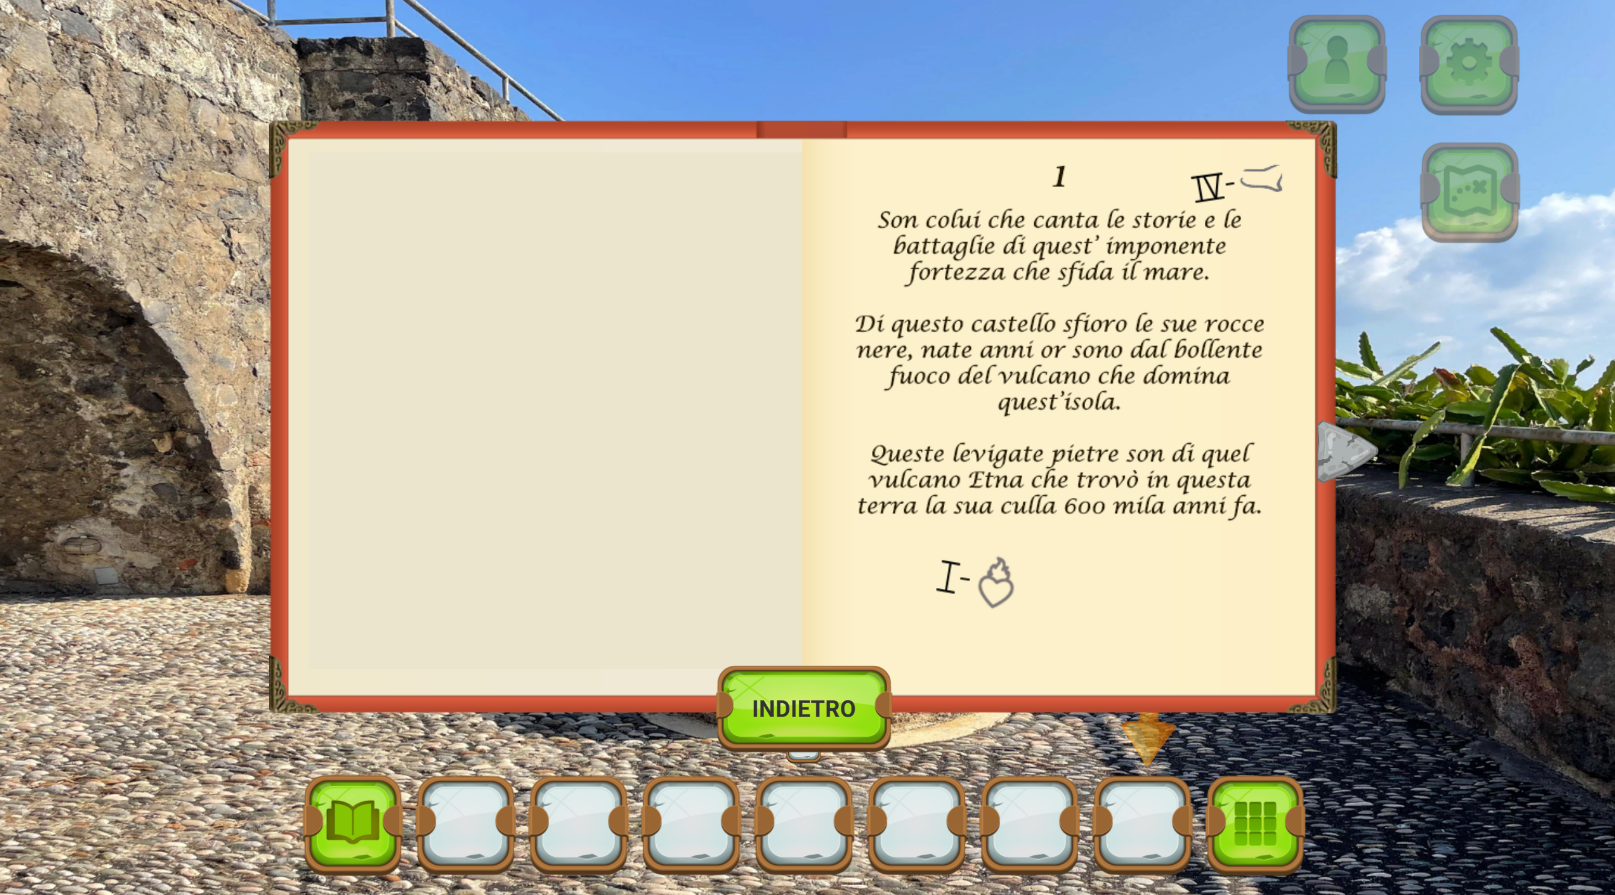 1
IV-
Son colui che canta le storie e le
battaglie di quest' imponente
fortezza che sfida il mare.
Di questo castello sfioro le sue rocce
nere, nate anni or sono dal bollente
fuoco del vulcano che domina
quest'isola.
Queste levigate pietre son di quel
vulcano Etna che trovò in questa
terra la sua culla 600 mila anni fa.
I-
INDIETRO